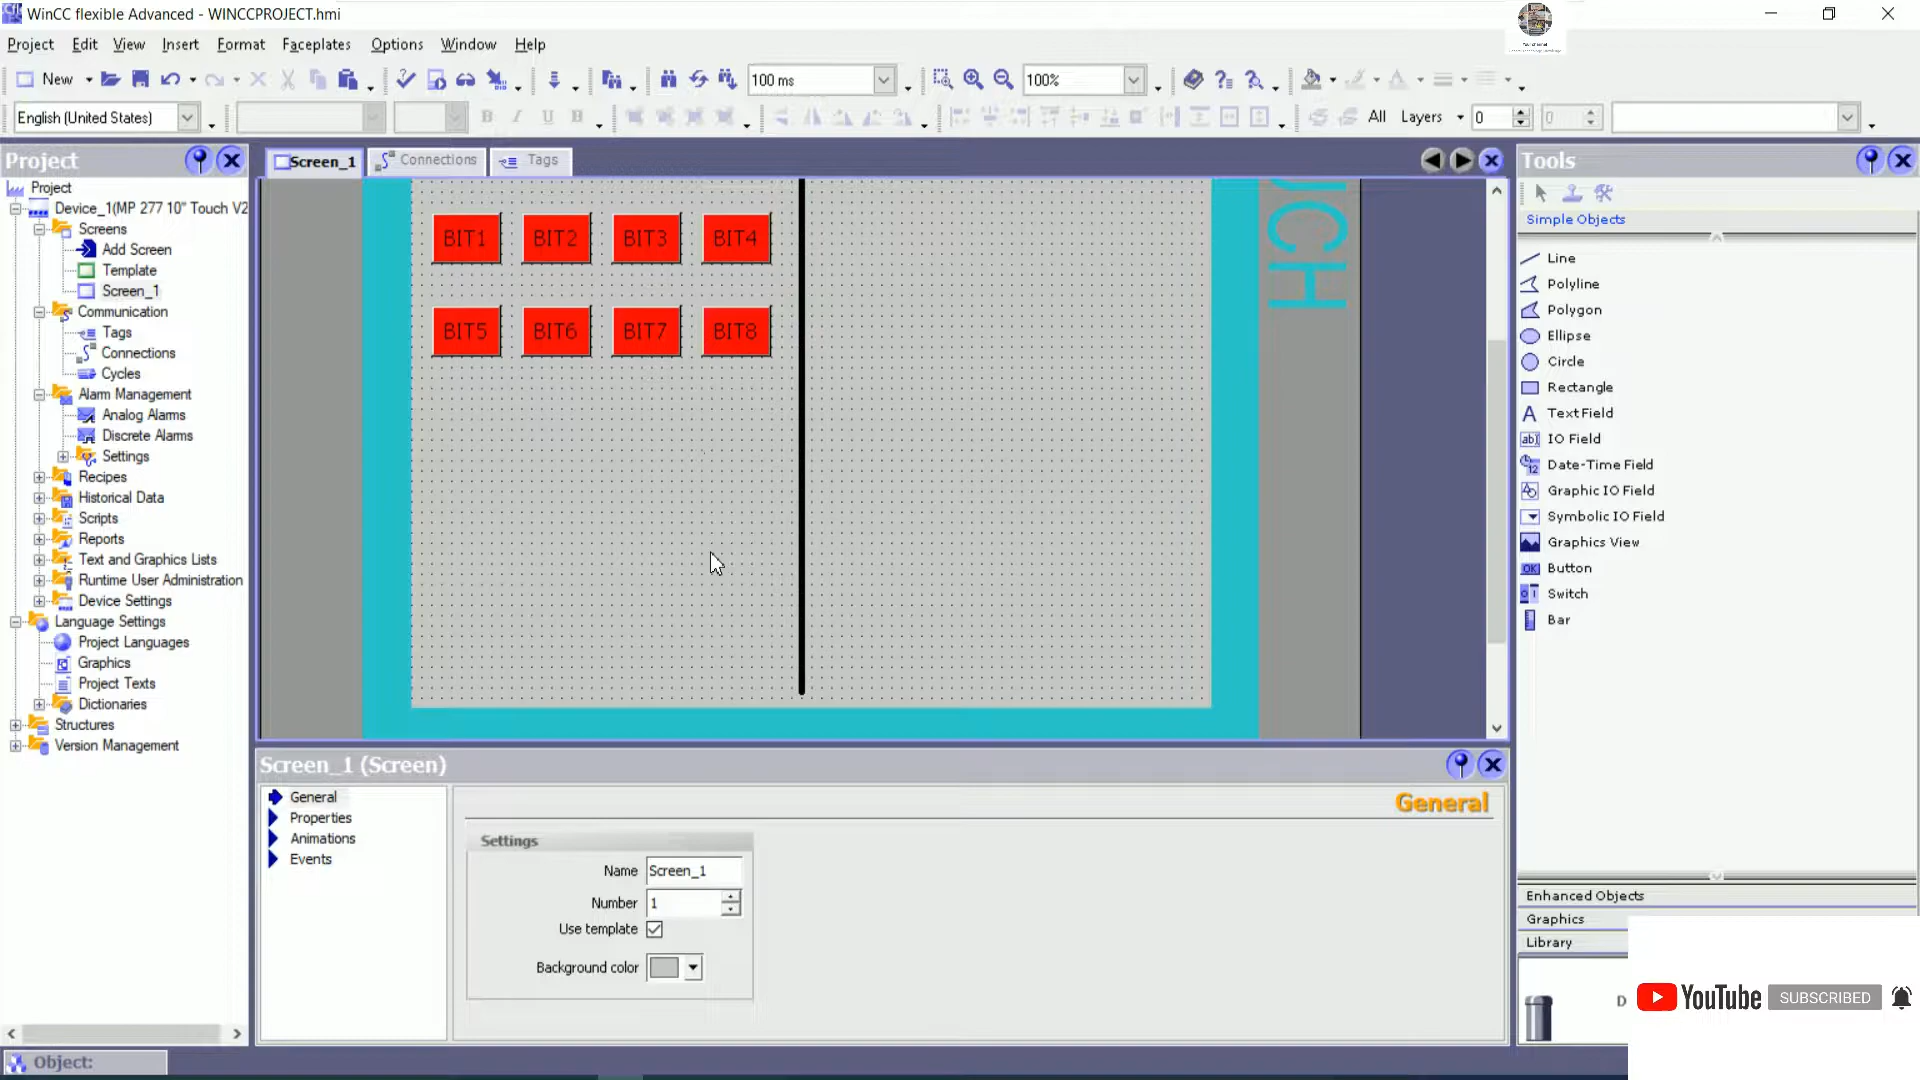 WinCC flexible Advanced - WINCCPROJECT.hmi
Project Edit View Insert Format Faceplates Options Window Help
New 100 ms 100%
English (United States) B I U B All Layers 0 0
Project
Project
Device_1(MP 277 10" Touch V2
Screens
Add Screen
Template
Screen_1
Communication
Tags
Connections
Cycles
Alarm Management
Analog Alarms
Discrete Alarms
Settings
Recipes
Historical Data
Scripts
Reports
Text and Graphics Lists
Runtime User Administration
Device Settings
Language Settings
Project Languages
Graphics
Project Texts
Dictionaries
Structures
Version Management
Object:
Screen_1 Connections Tags
BIT1 BIT2 BIT3 BIT4
BIT5 BIT6 BIT7 BIT8
UCH
Screen_1 (Screen)
General
Properties
Animations
Events
General
Settings
Name Screen_1
Number 1
Use template
Background color
Tools
Simple Objects
Line
Polyline
Polygon
Ellipse
Circle
Rectangle
Text Field
IO Field
Date-Time Field
Graphic IO Field
Symbolic IO Field
Graphics View
Button
Switch
Bar
Enhanced Objects
Graphics
Library
D
YouTube SUBSCRIBED